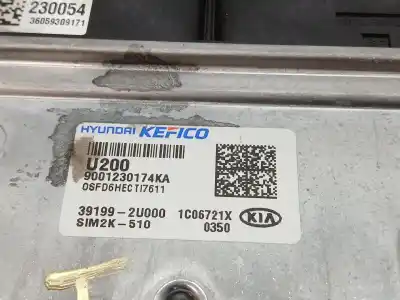 230054
36059309171
HYUNDAI KEFICO
U200
9001230174KA
OSFD6HECTI7611
39199-2U000 1C06721X
SIM2K-510 0350 KIA